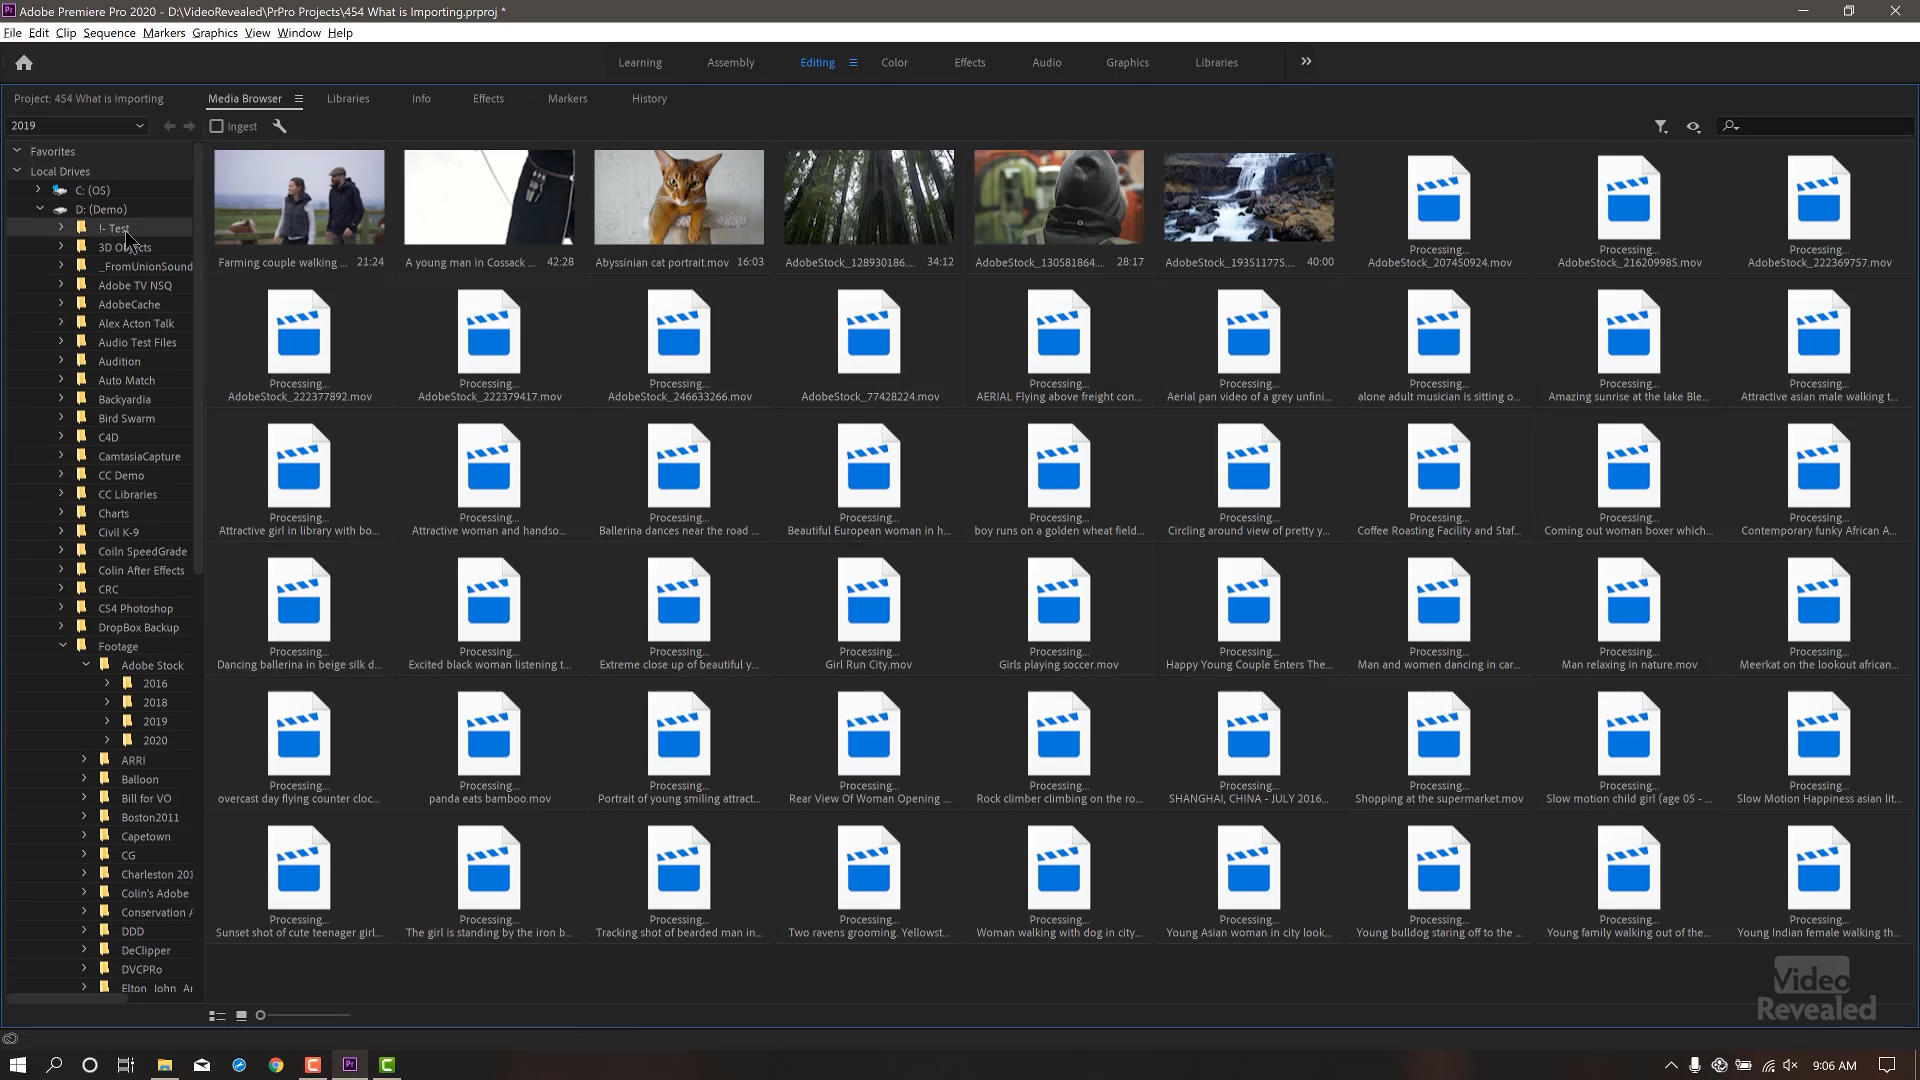 Adobe Premiere Pro 2020 - D:\VideoRevealed\PrPro Projects\454 What is Importing.prproj *
File Edit Clip Sequence Markers Graphics View Window Help
Learning Assembly Editing Color Effects Audio Graphics Libraries
Project: 454 What is Importing Media Browser Libraries Info Effects Markers History
2019 Ingest
Favorites
Local Drives
C: (OS)
D: (Demo)
!- Test
3D Objects
_FromUnionSound
Adobe TV NSQ
AdobeCache
Alex Acton Talk
Audio Test Files
Audition
Auto Match
Backyardia
Bird Swarm
C4D
CamtasiaCapture
CC Demo
CC Libraries
Charts
Civil K-9
Coiln SpeedGrade
Colin After Effects
CRC
CS4 Photoshop
DropBox Backup
Footage
Adobe Stock
2016
2018
2019
2020
ARRI
Balloon
Bill for VO
Boston2011
Capetown
CG
Charleston 201
Colin's Adobe
Conservation A
DDD
DeClipper
DVCPRo
Elton John Ar
Farming couple walking ... 21:24 A young man in Cossack ... 42:28 Abyssinian cat portrait.mov 16:03 AdobeStock_128930186.... 34:12 AdobeStock_130581864.... 28:17 AdobeStock_193511775.... 40:00
Processing... Processing... Processing...
AdobeStock_207450924.mov AdobeStock_216209985.mov AdobeStock_222369757.mov
Processing... Processing... Processing... Processing... Processing... Processing... Processing... Processing... Processing...
AdobeStock_222377892.mov AdobeStock_222379417.mov AdobeStock_246633266.mov AdobeStock_77428224.mov AERIAL Flying above freight con... Aerial pan video of a grey unfini... alone adult musician is sitting o... Amazing sunrise at the lake Ble... Attractive asian male walking t...
Processing... Processing... Processing... Processing... Processing... Processing... Processing... Processing... Processing...
Attractive girl in library with bo... Attractive woman and handso... Ballerina dances near the road ... Beautiful European woman in h... boy runs on a golden wheat field... Circling around view of pretty y... Coffee Roasting Facility and Staf... Coming out woman boxer which... Contemporary funky African A...
Processing... Processing... Processing... Processing... Processing... Processing... Processing... Processing... Processing...
Dancing ballerina in beige silk d... Excited black woman listening t... Extreme close up of beautiful y... Girl Run City.mov Girls playing soccer.mov Happy Young Couple Enters The... Man and women dancing in car... Man relaxing in nature.mov Meerkat on the lookout african...
Processing... Processing... Processing... Processing... Processing... Processing... Processing... Processing... Processing...
overcast day flying counter cloc... panda eats bamboo.mov Portrait of young smiling attract... Rear View Of Woman Opening ... Rock climber climbing on the ro... SHANGHAI, CHINA - JULY 2016... Shopping at the supermarket.mov Slow motion child girl (age 05 - ... Slow Motion Happiness asian lit...
Processing... Processing... Processing... Processing... Processing... Processing... Processing... Processing... Processing...
Sunset shot of cute teenager girl... The girl is standing by the iron b... Tracking shot of bearded man in... Two ravens grooming. Yellowst... Woman walking with dog in city... Young Asian woman in city look... Young bulldog staring off to the ... Young family walking out of the... Young Indian female walking th...
Video
Revealed
9:06 AM